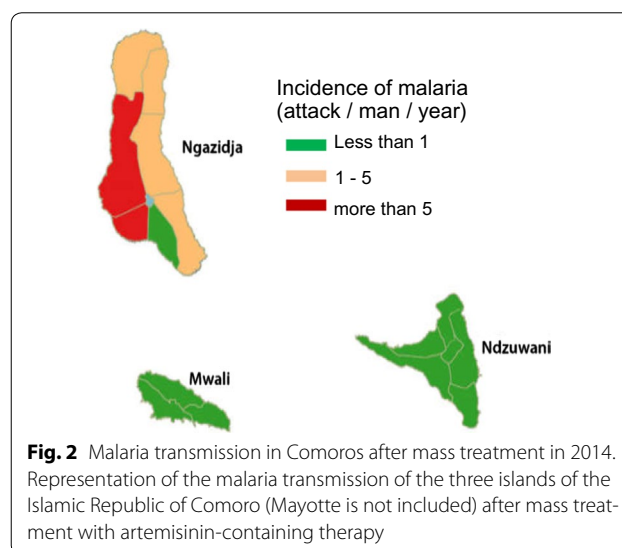 Incidence of malaria
(attack / man / year)
Ngazidja
Less than 1
1 - 5
more than 5
Ndzuwani
Mwali
Fig. 2 Malaria transmission in Comoros after mass treatment in 2014.
Representation of the malaria transmission of the three islands of the
Islamic Republic of Comoro (Mayotte is not included) after mass treat-
ment with artemisinin-containing therapy